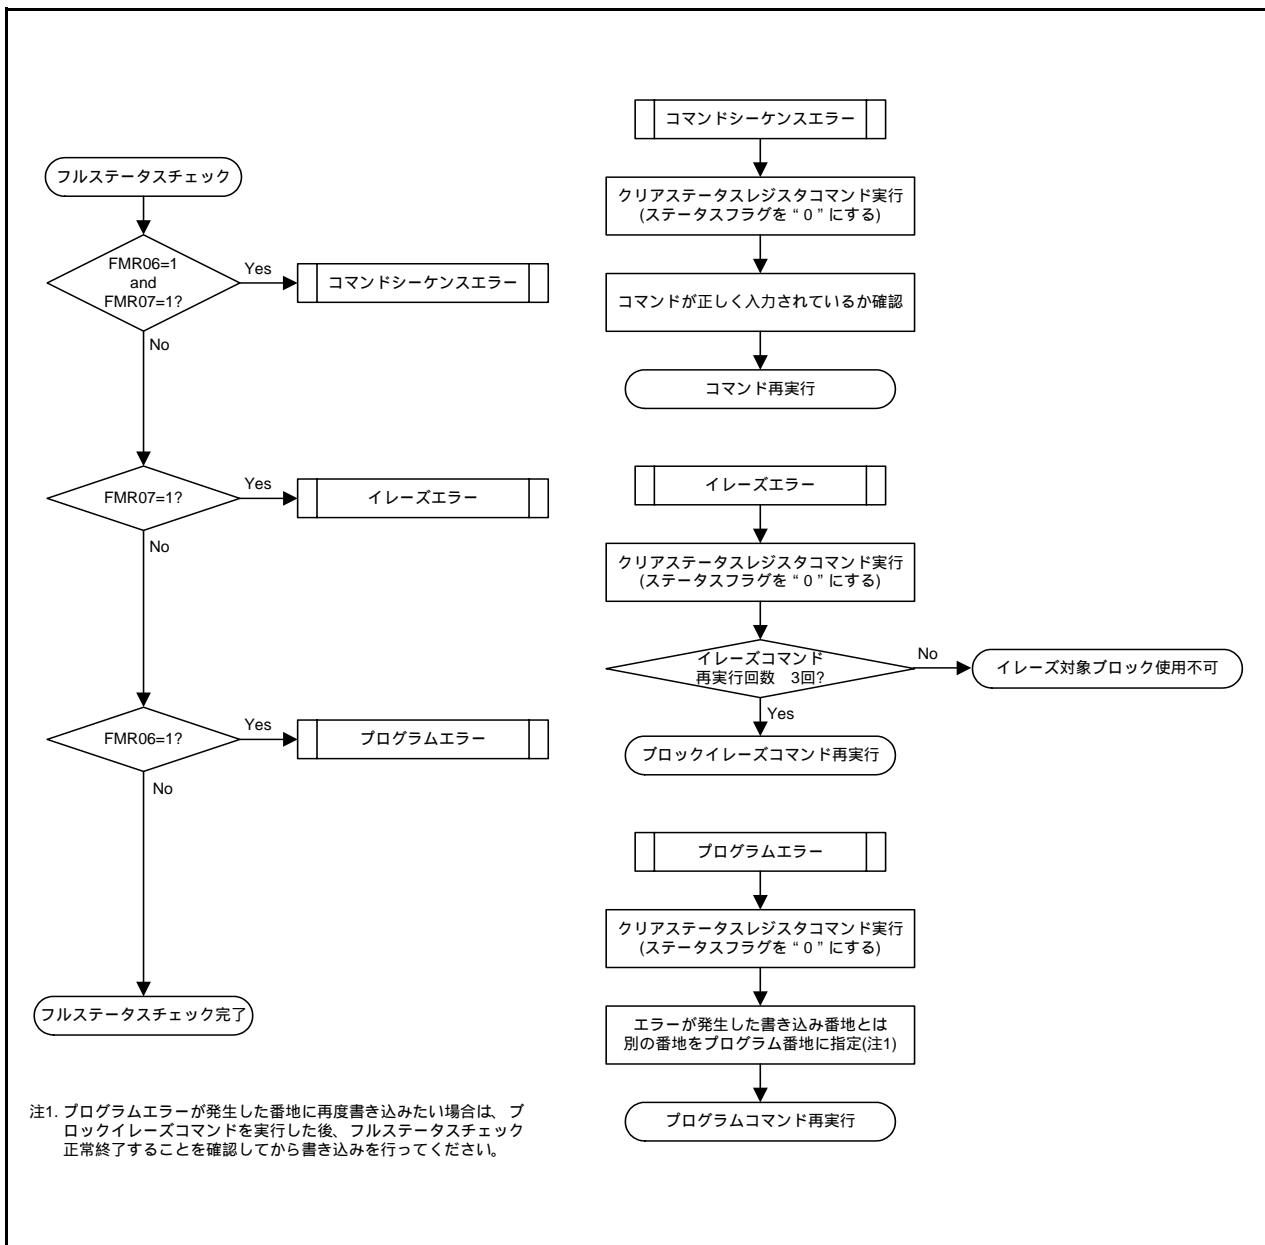 フルステータスチェック
FMR06=1
and
FMR07=1?
Yes
コマンドシーケンスエラー
No
FMR07=1?
Yes
イレーズエラー
No
FMR06=1?
Yes
プログラムエラー
No
フルステータスチェック完了
コマンドシーケンスエラー
クリアステータスレジスタコマンド実行
(ステータスフラグを“0”にする)
コマンドが正しく入力されているか確認
コマンド再実行
イレーズエラー
クリアステータスレジスタコマンド実行
(ステータスフラグを“0”にする)
イレーズコマンド
再実行回数　3回?
No
イレーズ対象ブロック使用不可
Yes
ブロックイレーズコマンド再実行
プログラムエラー
クリアステータスレジスタコマンド実行
(ステータスフラグを“0”にする)
エラーが発生した書き込み番地とは
別の番地をプログラム番地に指定(注1)
プログラムコマンド再実行
注1. プログラムエラーが発生した番地に再度書き込みたい場合は、ブ
ロックイレーズコマンドを実行した後、フルステータスチェック
正常終了することを確認してから書き込みを行ってください。